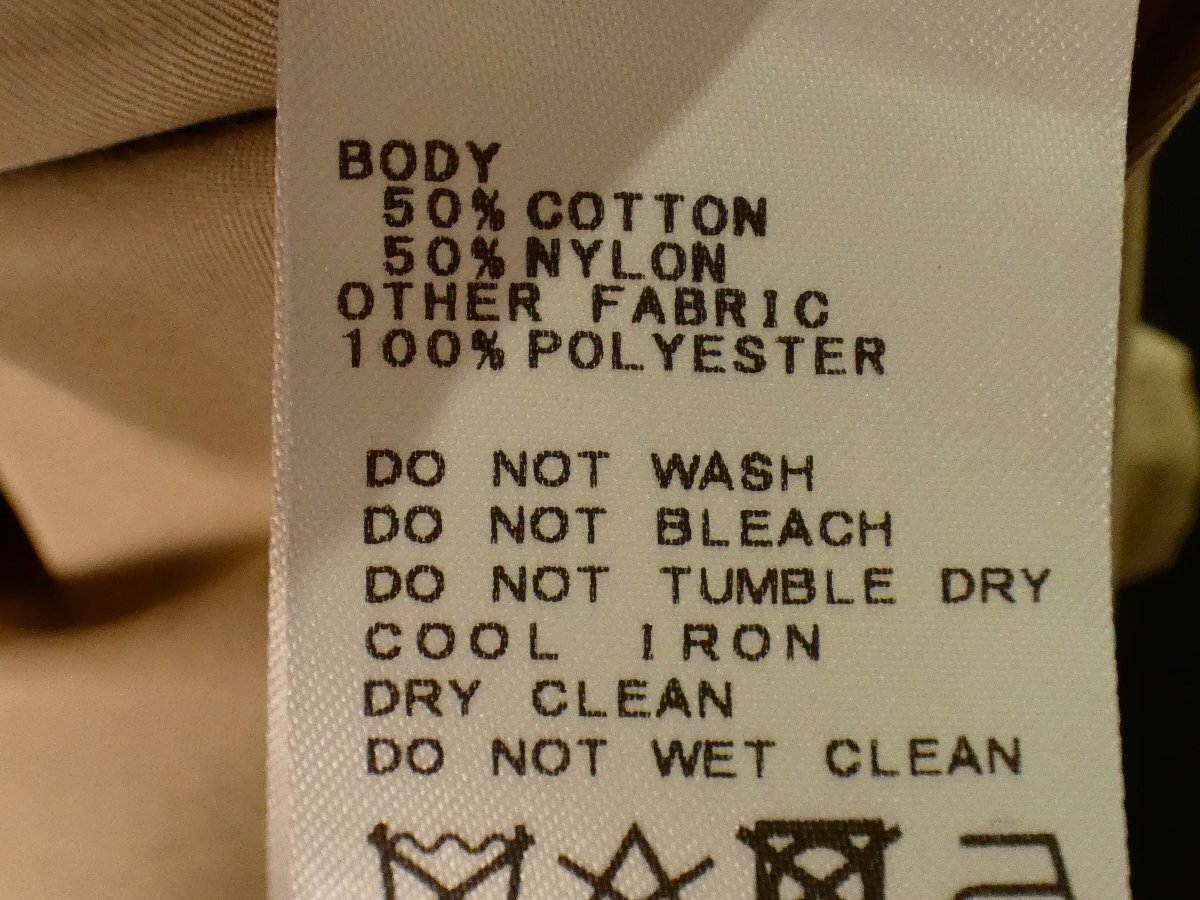 BODY
50% COTTON
50% NYLON
OTHER FABRIC
100% POLYESTER
DO NOT WASH
DO NOT BLEACH
DO NOT TUMBLE DRY
COOL IRON
DRY CLEAN
DO NOT WET CLEAN